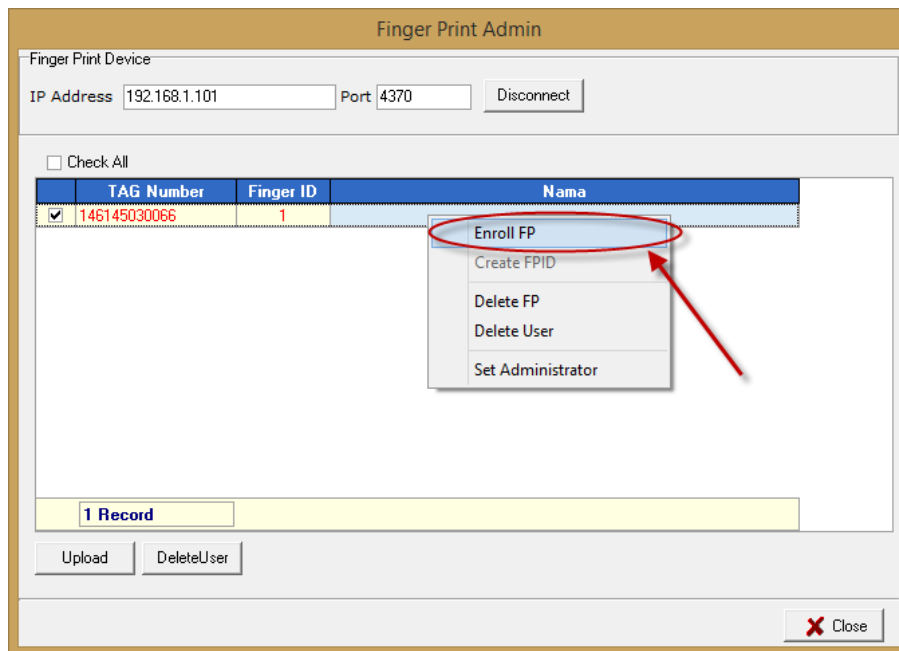 Finger Print Admin
Finger Print Device
IP Address 192.168.1.101 Port 4370 Disconnect
Check All
TAG Number Finger ID Nama
146145030066 1
Enroll FP
Create FPID
Delete FP
Delete User
Set Administrator
1 Record
Upload DeleteUser
Close